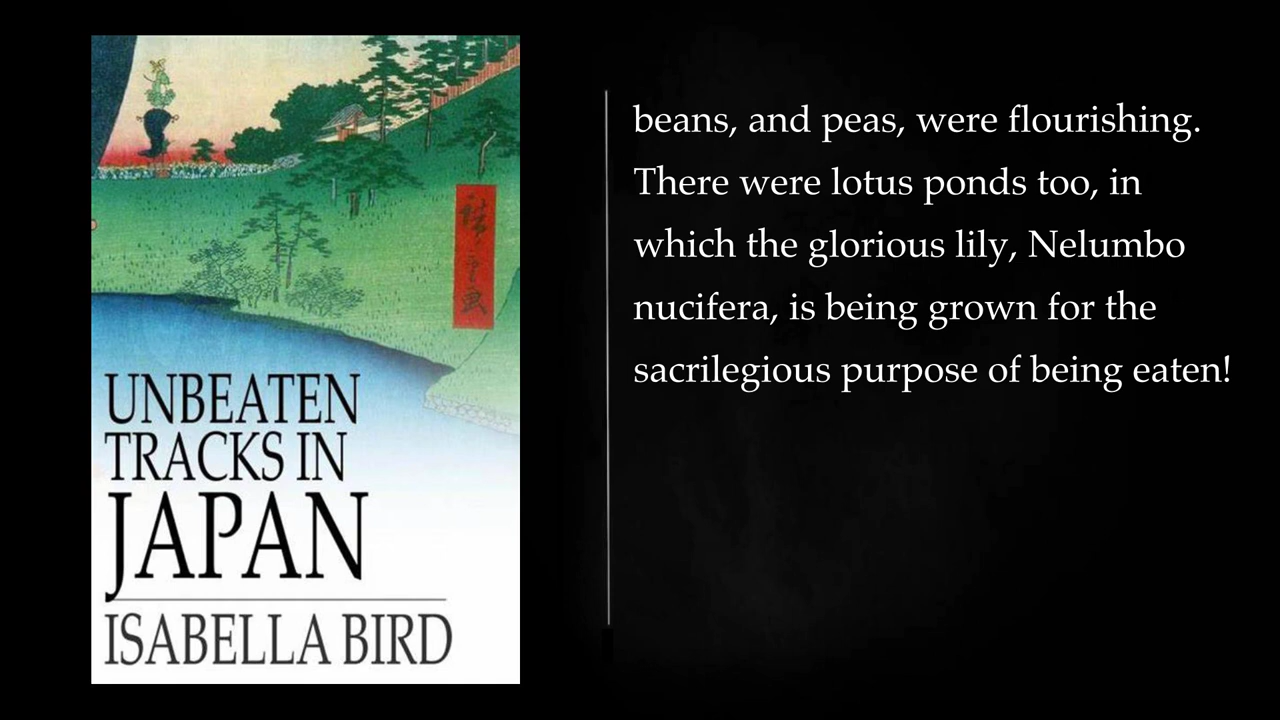 UNBEATEN
TRACKS IN
JAPAN
ISABELLA BIRD
beans, and peas, were flourishing.
There were lotus ponds too, in
which the glorious lily, Nelumbo
nucifera, is being grown for the
sacrilegious purpose of being eaten!